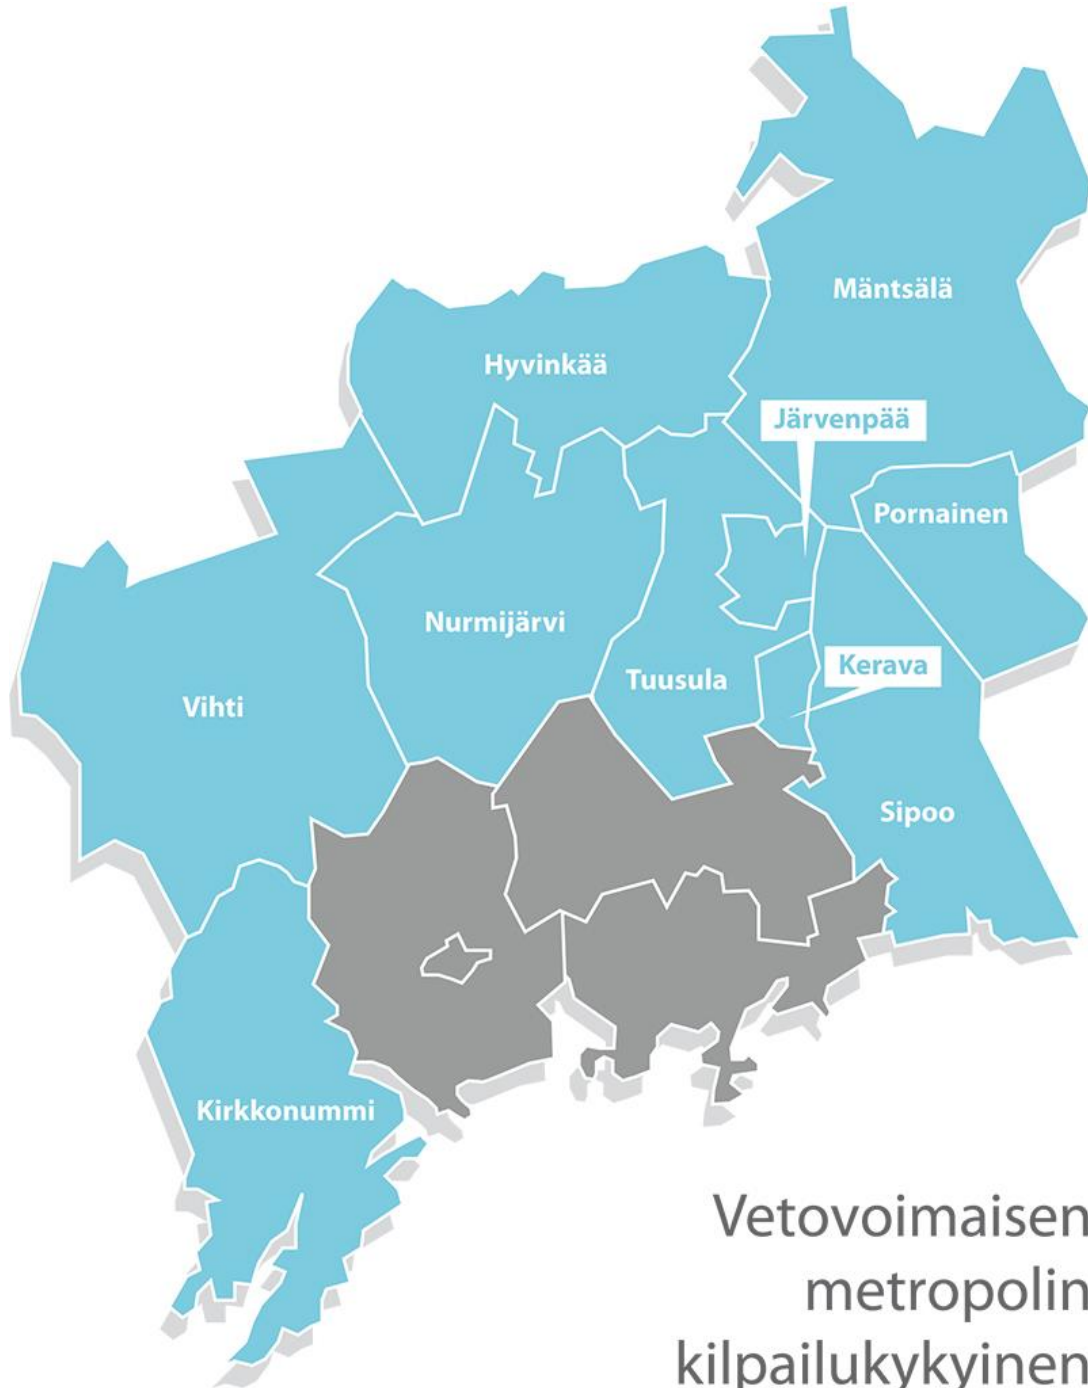 Mäntsälä
Hyvinkää
Järvenpää
Pornainen
Nurmijärvi
Kerava
Tuusula
Vihti
Sipoo
Kirkkonummi
Vetovoimaisen
metropolin
kilpailukykyinen